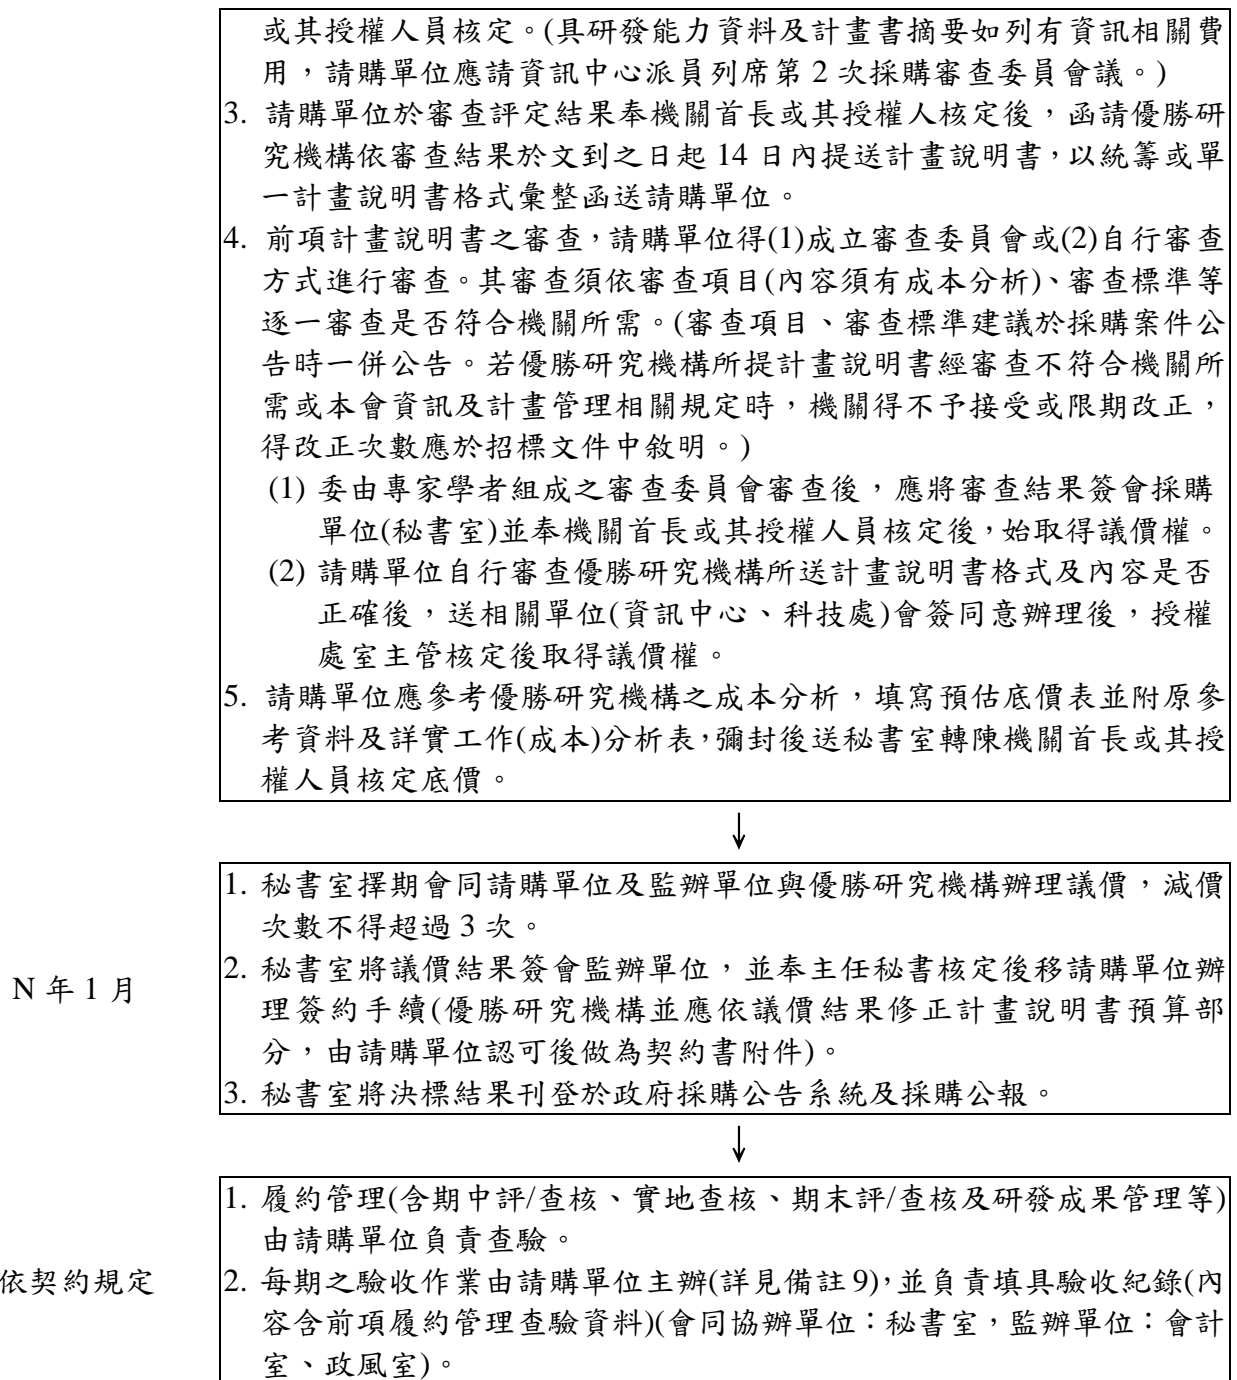 或其授權人員核定。(具研發能力資料及計畫書摘要如列有資訊相關費
用，請購單位應請資訊中心派員列席第 2 次採購審查委員會議。)
3. 請購單位於審查評定結果奉機關首長或其授權人核定後，函請優勝研
究機構依審查結果於文到之日起 14 日內提送計畫說明書，以統籌或單
一計畫說明書格式彙整函送請購單位。
4. 前項計畫說明書之審查，請購單位得(1)成立審查委員會或(2)自行審查
方式進行審查。其審查須依審查項目(內容須有成本分析)、審查標準等
逐一審查是否符合機關所需。(審查項目、審查標準建議於採購案件公
告時一併公告。若優勝研究機構所提計畫說明書經審查不符合機關所
需或本會資訊及計畫管理相關規定時，機關得不予接受或限期改正，
得改正次數應於招標文件中敘明。)
(1) 委由專家學者組成之審查委員會審查後，應將審查結果簽會採購
單位(秘書室)並奉機關首長或其授權人員核定後，始取得議價權。
(2) 請購單位自行審查優勝研究機構所送計畫說明書格式及內容是否
正確後，送相關單位(資訊中心、科技處)會簽同意辦理後，授權
處室主管核定後取得議價權。
5. 請購單位應參考優勝研究機構之成本分析，填寫預估底價表並附原參
考資料及詳實工作(成本)分析表，彌封後送秘書室轉陳機關首長或其授
權人員核定底價。
↓
N 年 1 月
1. 秘書室擇期會同請購單位及監辦單位與優勝研究機構辦理議價，減價
次數不得超過 3 次。
2. 秘書室將議價結果簽會監辦單位，並奉主任秘書核定後移請購單位辦
理簽約手續(優勝研究機構並應依議價結果修正計畫說明書預算部
分，由請購單位認可後做為契約書附件)。
3. 秘書室將決標結果刊登於政府採購公告系統及採購公報。
↓
依契約規定
1. 履約管理(含期中評/查核、實地查核、期末評/查核及研發成果管理等)
由請購單位負責查驗。
2. 每期之驗收作業由請購單位主辦(詳見備註 9)，並負責填具驗收紀錄(內
容含前項履約管理查驗資料)(會同協辦單位：秘書室，監辦單位：會計
室、政風室)。